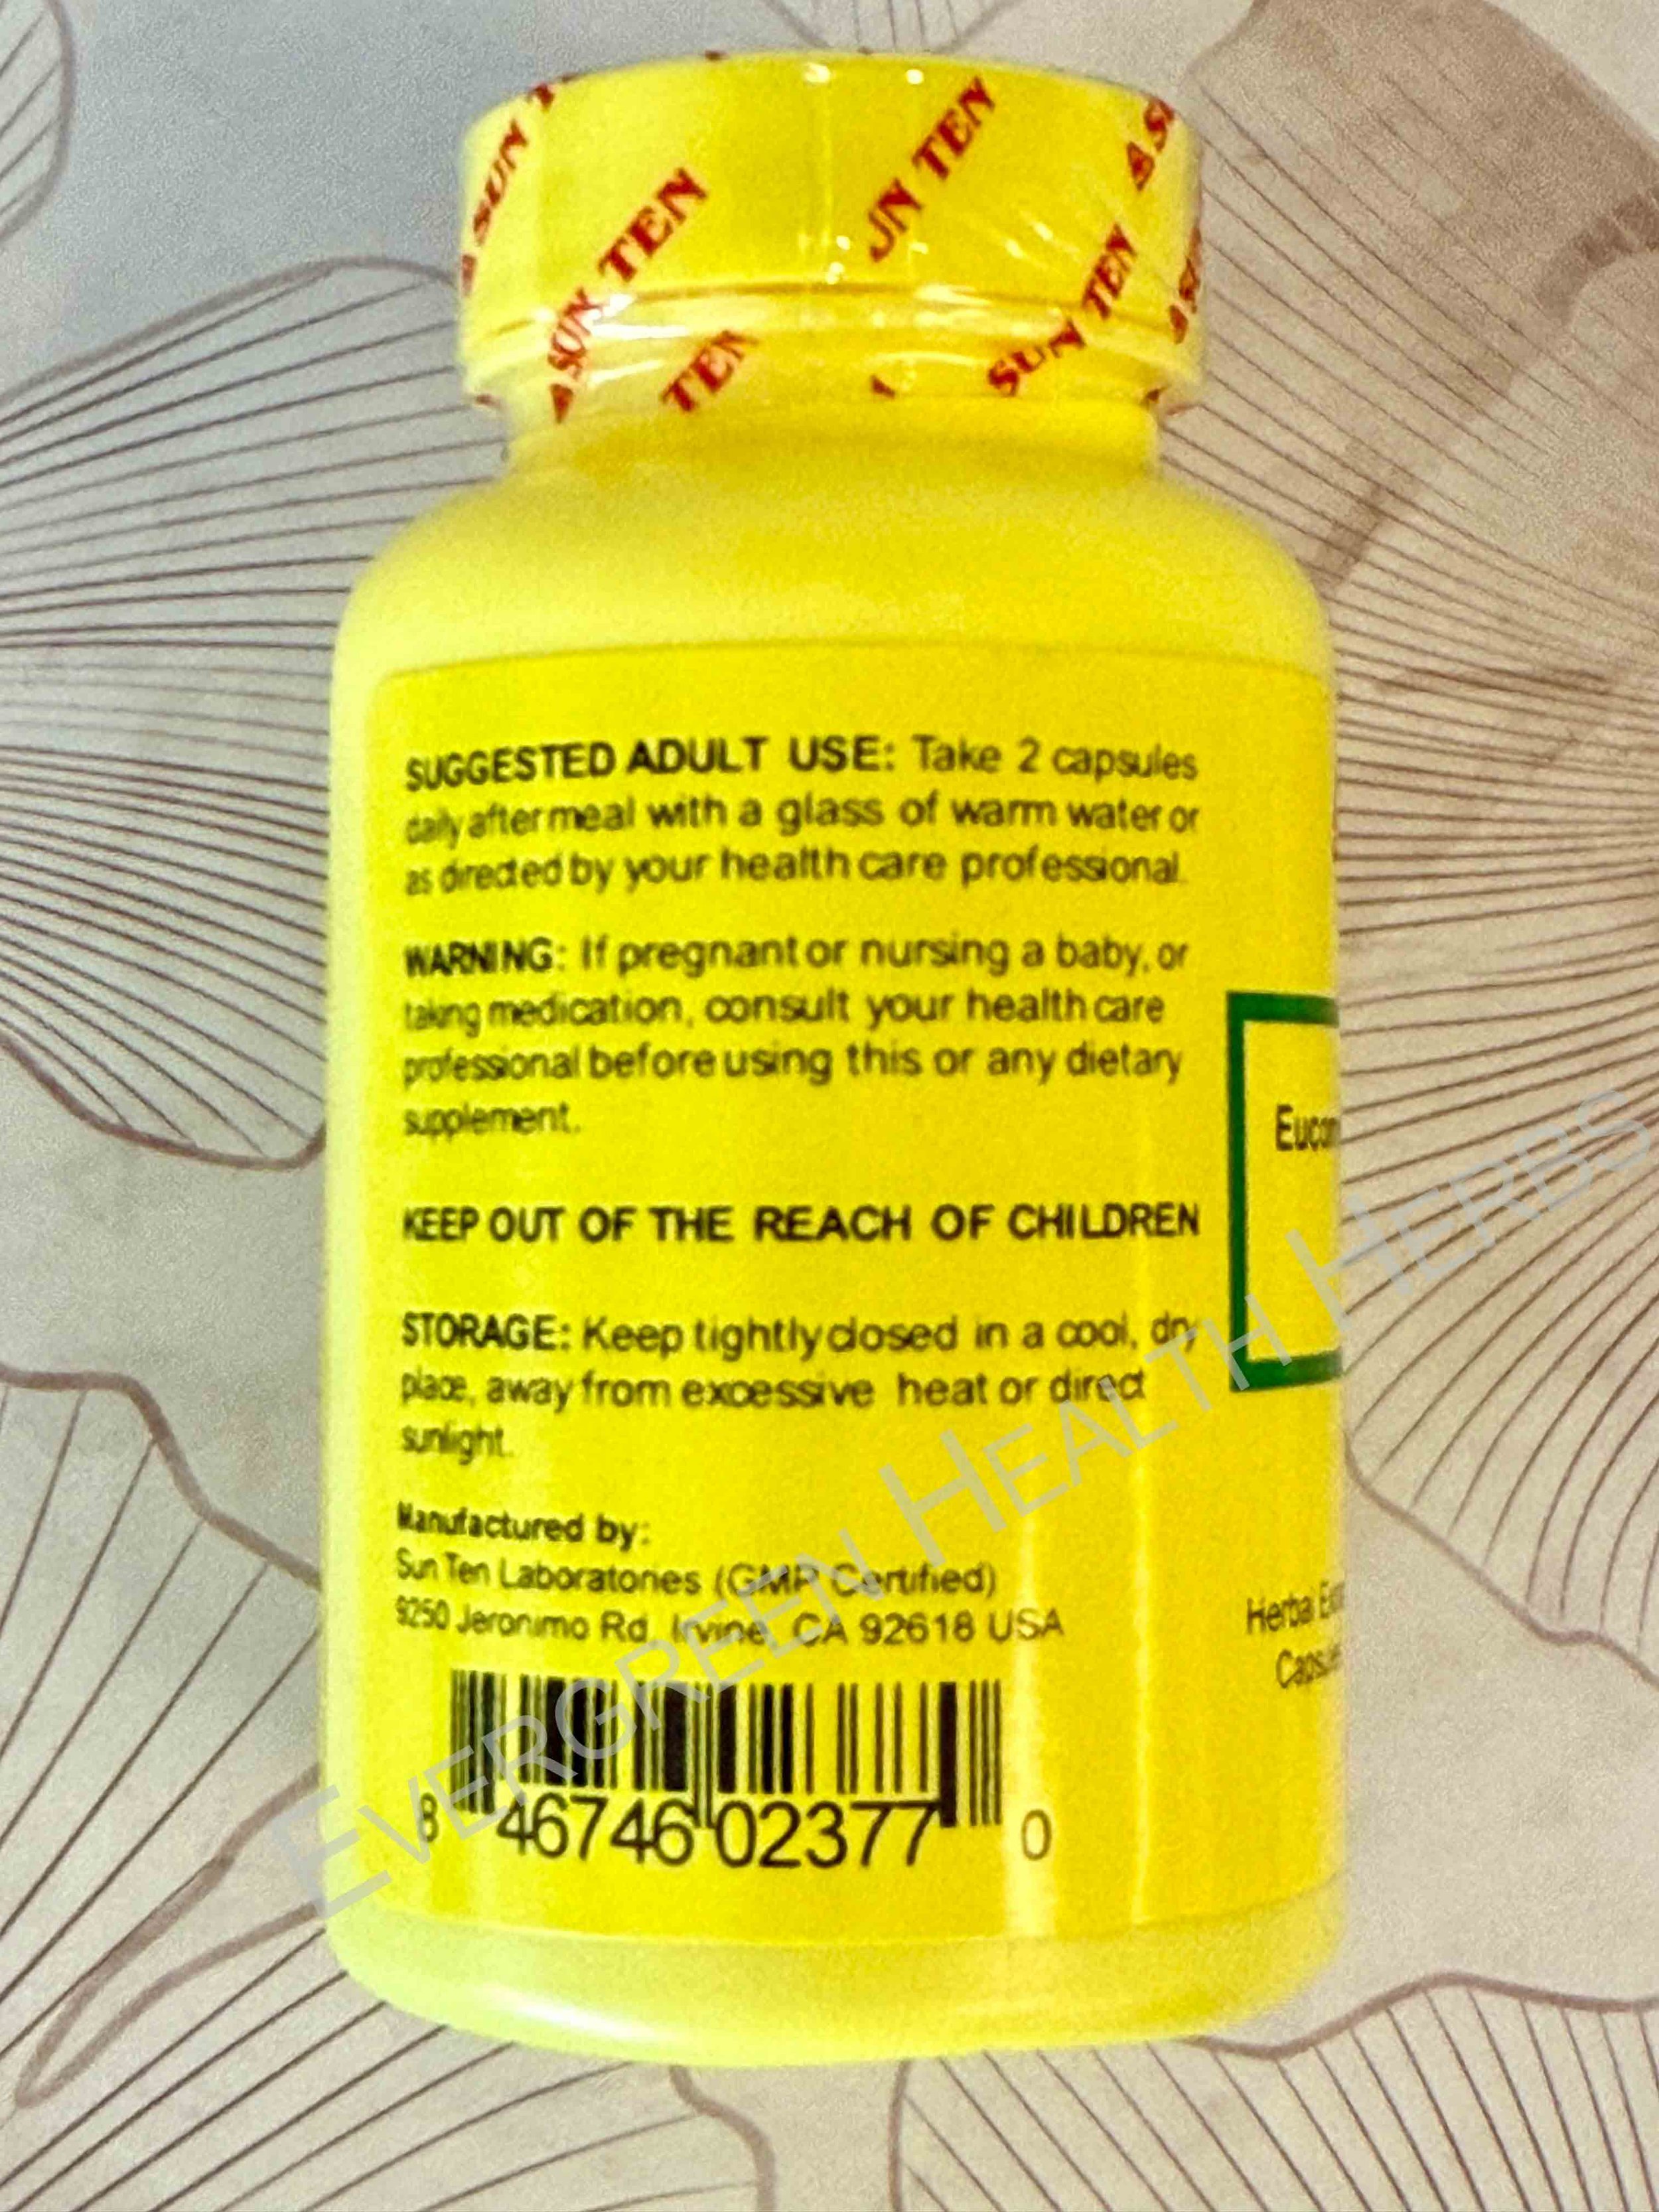 SUN TEN
SUN TEN
TEN
SUN TEN
SUGGESTED ADULT USE: Take 2 capsules
daily after meal with a glass of warm water or
as directed by your health care professional.
WARNING: If pregnant or nursing a baby, or
taking medication, consult your health care
professional before using this or any dietary
supplement.
KEEP OUT OF THE REACH OF CHILDREN
STORAGE: Keep tightly closed in a cool, dry
place, away from excessive heat or direct
sunlight.
Manufactured by:
Sun Ten Laboratories (GMP Certified)
9250 Jeronimo Rd. Irvine, CA 92618 USA
8 46746 02377 0
Herbal
EVERGREEN HEALTH HERBS